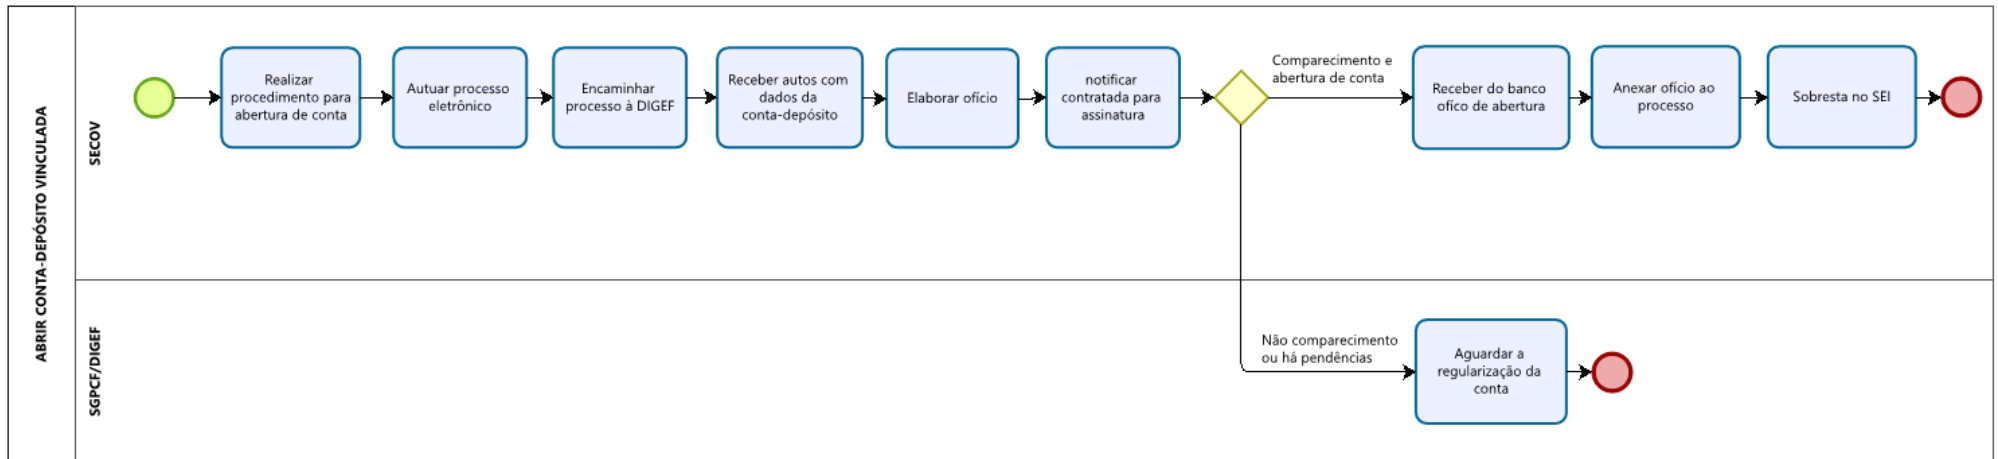 ABRIR CONTA-DEPÓSITO VINCULADA
SECOV
Realizar
procedimento para
abertura de conta
Autuar processo
eletrônico
Encaminhar
processo à DIGEF
Receber autos com
dados da
conta-depósito
Elaborar ofício
notificar
contratada para
assinatura
Comparecimento e
abertura de conta
Receber do banco
ofico de abertura
Anexar ofício ao
processo
Sobresta no SEI
SGPCF/DIGEF
Não comparecimento
ou há pendências
Aguardar a
regularização da
conta